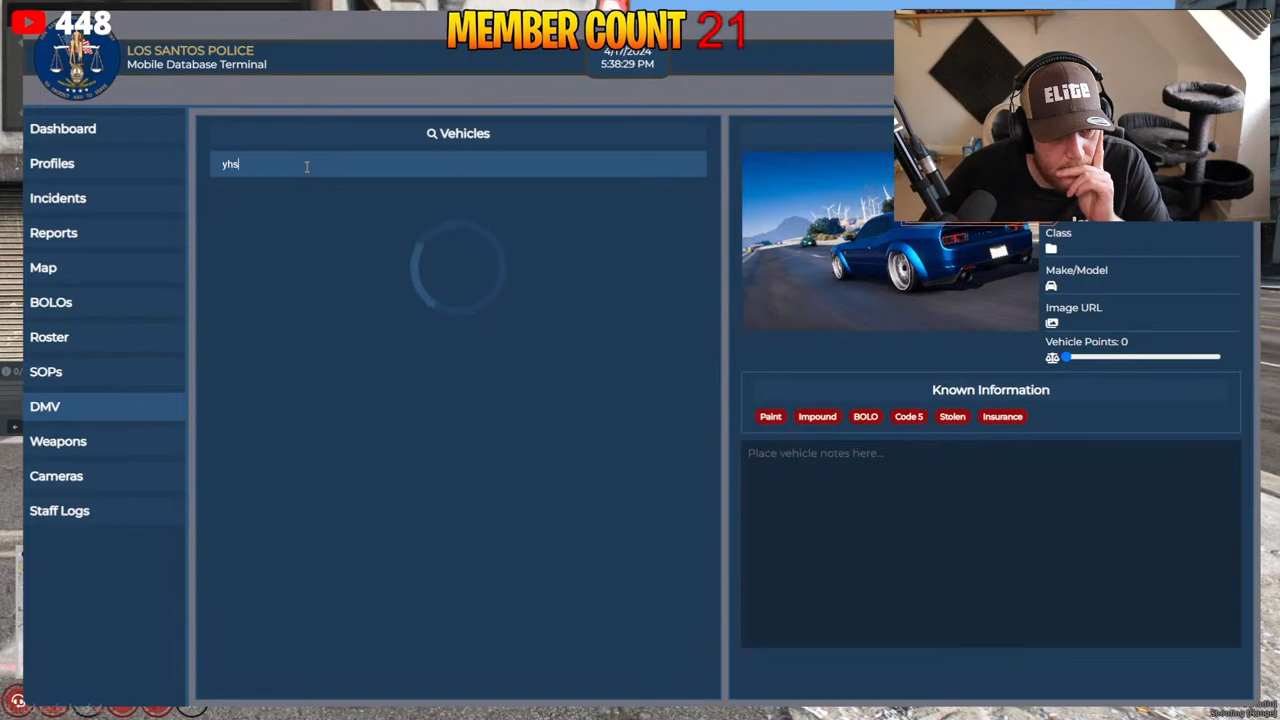 448
MEMBER COUNT 21
LOS SANTOS POLICE
Mobile Database Terminal
4/17/2024
5:38:29 PM
ELITE
Dashboard
Profiles
Incidents
Reports
Map
BOLOs
Roster
SOPs
DMV
Weapons
Cameras
Staff Logs
Vehicles
yhs
Class
Make/Model
Image URL
Vehicle Points: 0
Known Information
Paint
Impound
BOLO
Code 5
Stolen
Insurance
Place vehicle notes here...